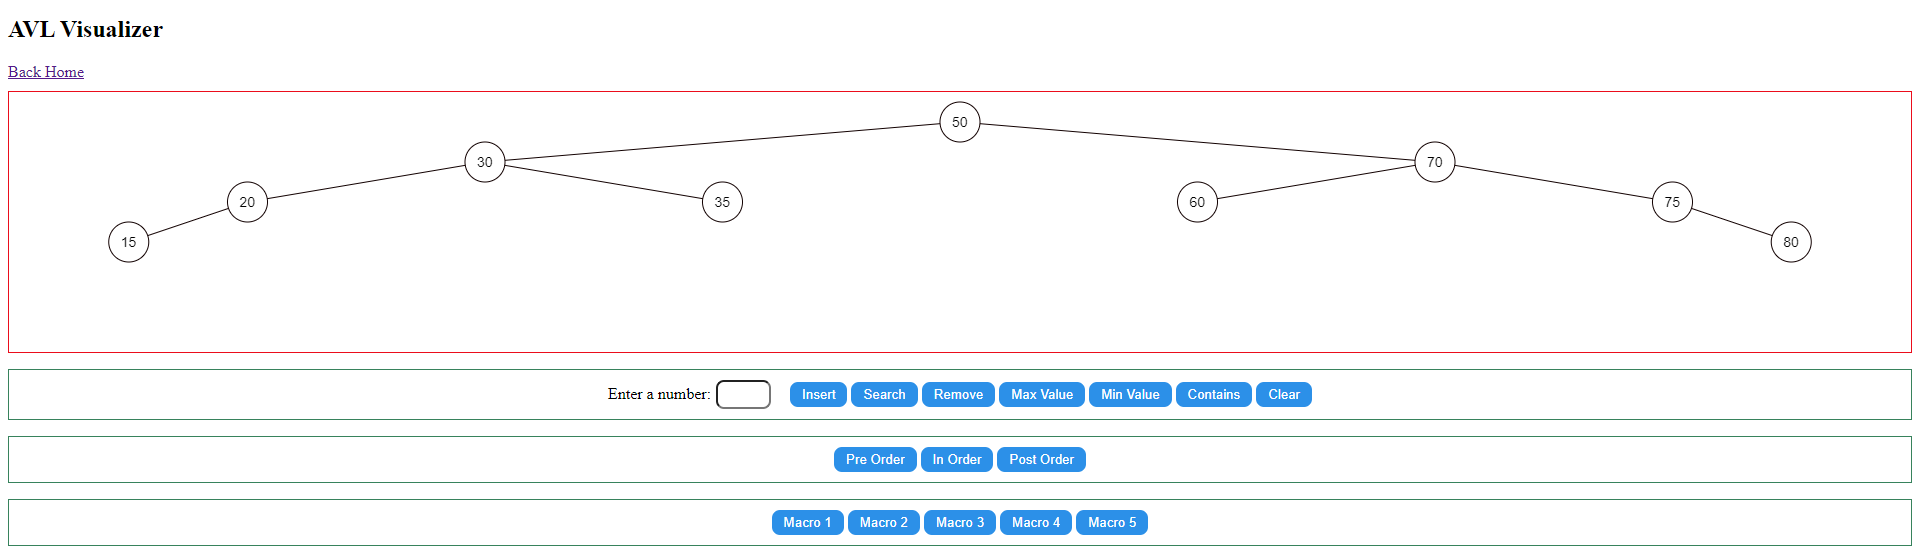 AVL Visualizer
Back Home
50
30 70
20 35 60 75
15 80
Enter a number: Insert Search Remove Max Value Min Value Contains Clear
Pre Order In Order Post Order
Macro 1 Macro 2 Macro 3 Macro 4 Macro 5